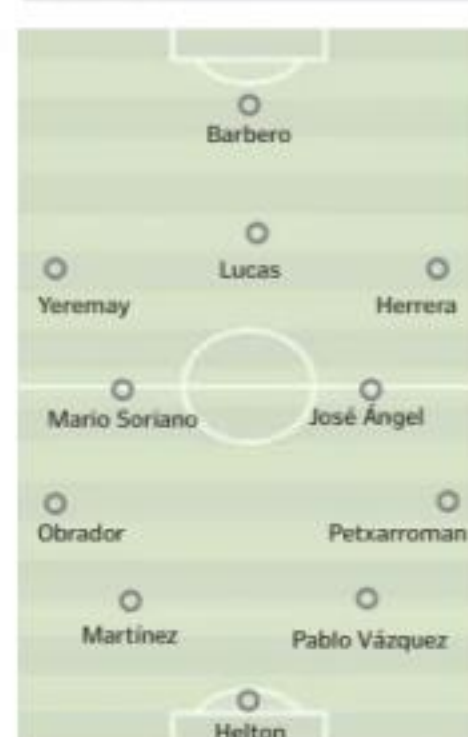 Barbero
Lucas
Yeremay
Herrera
Mario Soriano
José Ángel
Obrador
Petxarroman
Martínez
Pablo Vázquez
Helton